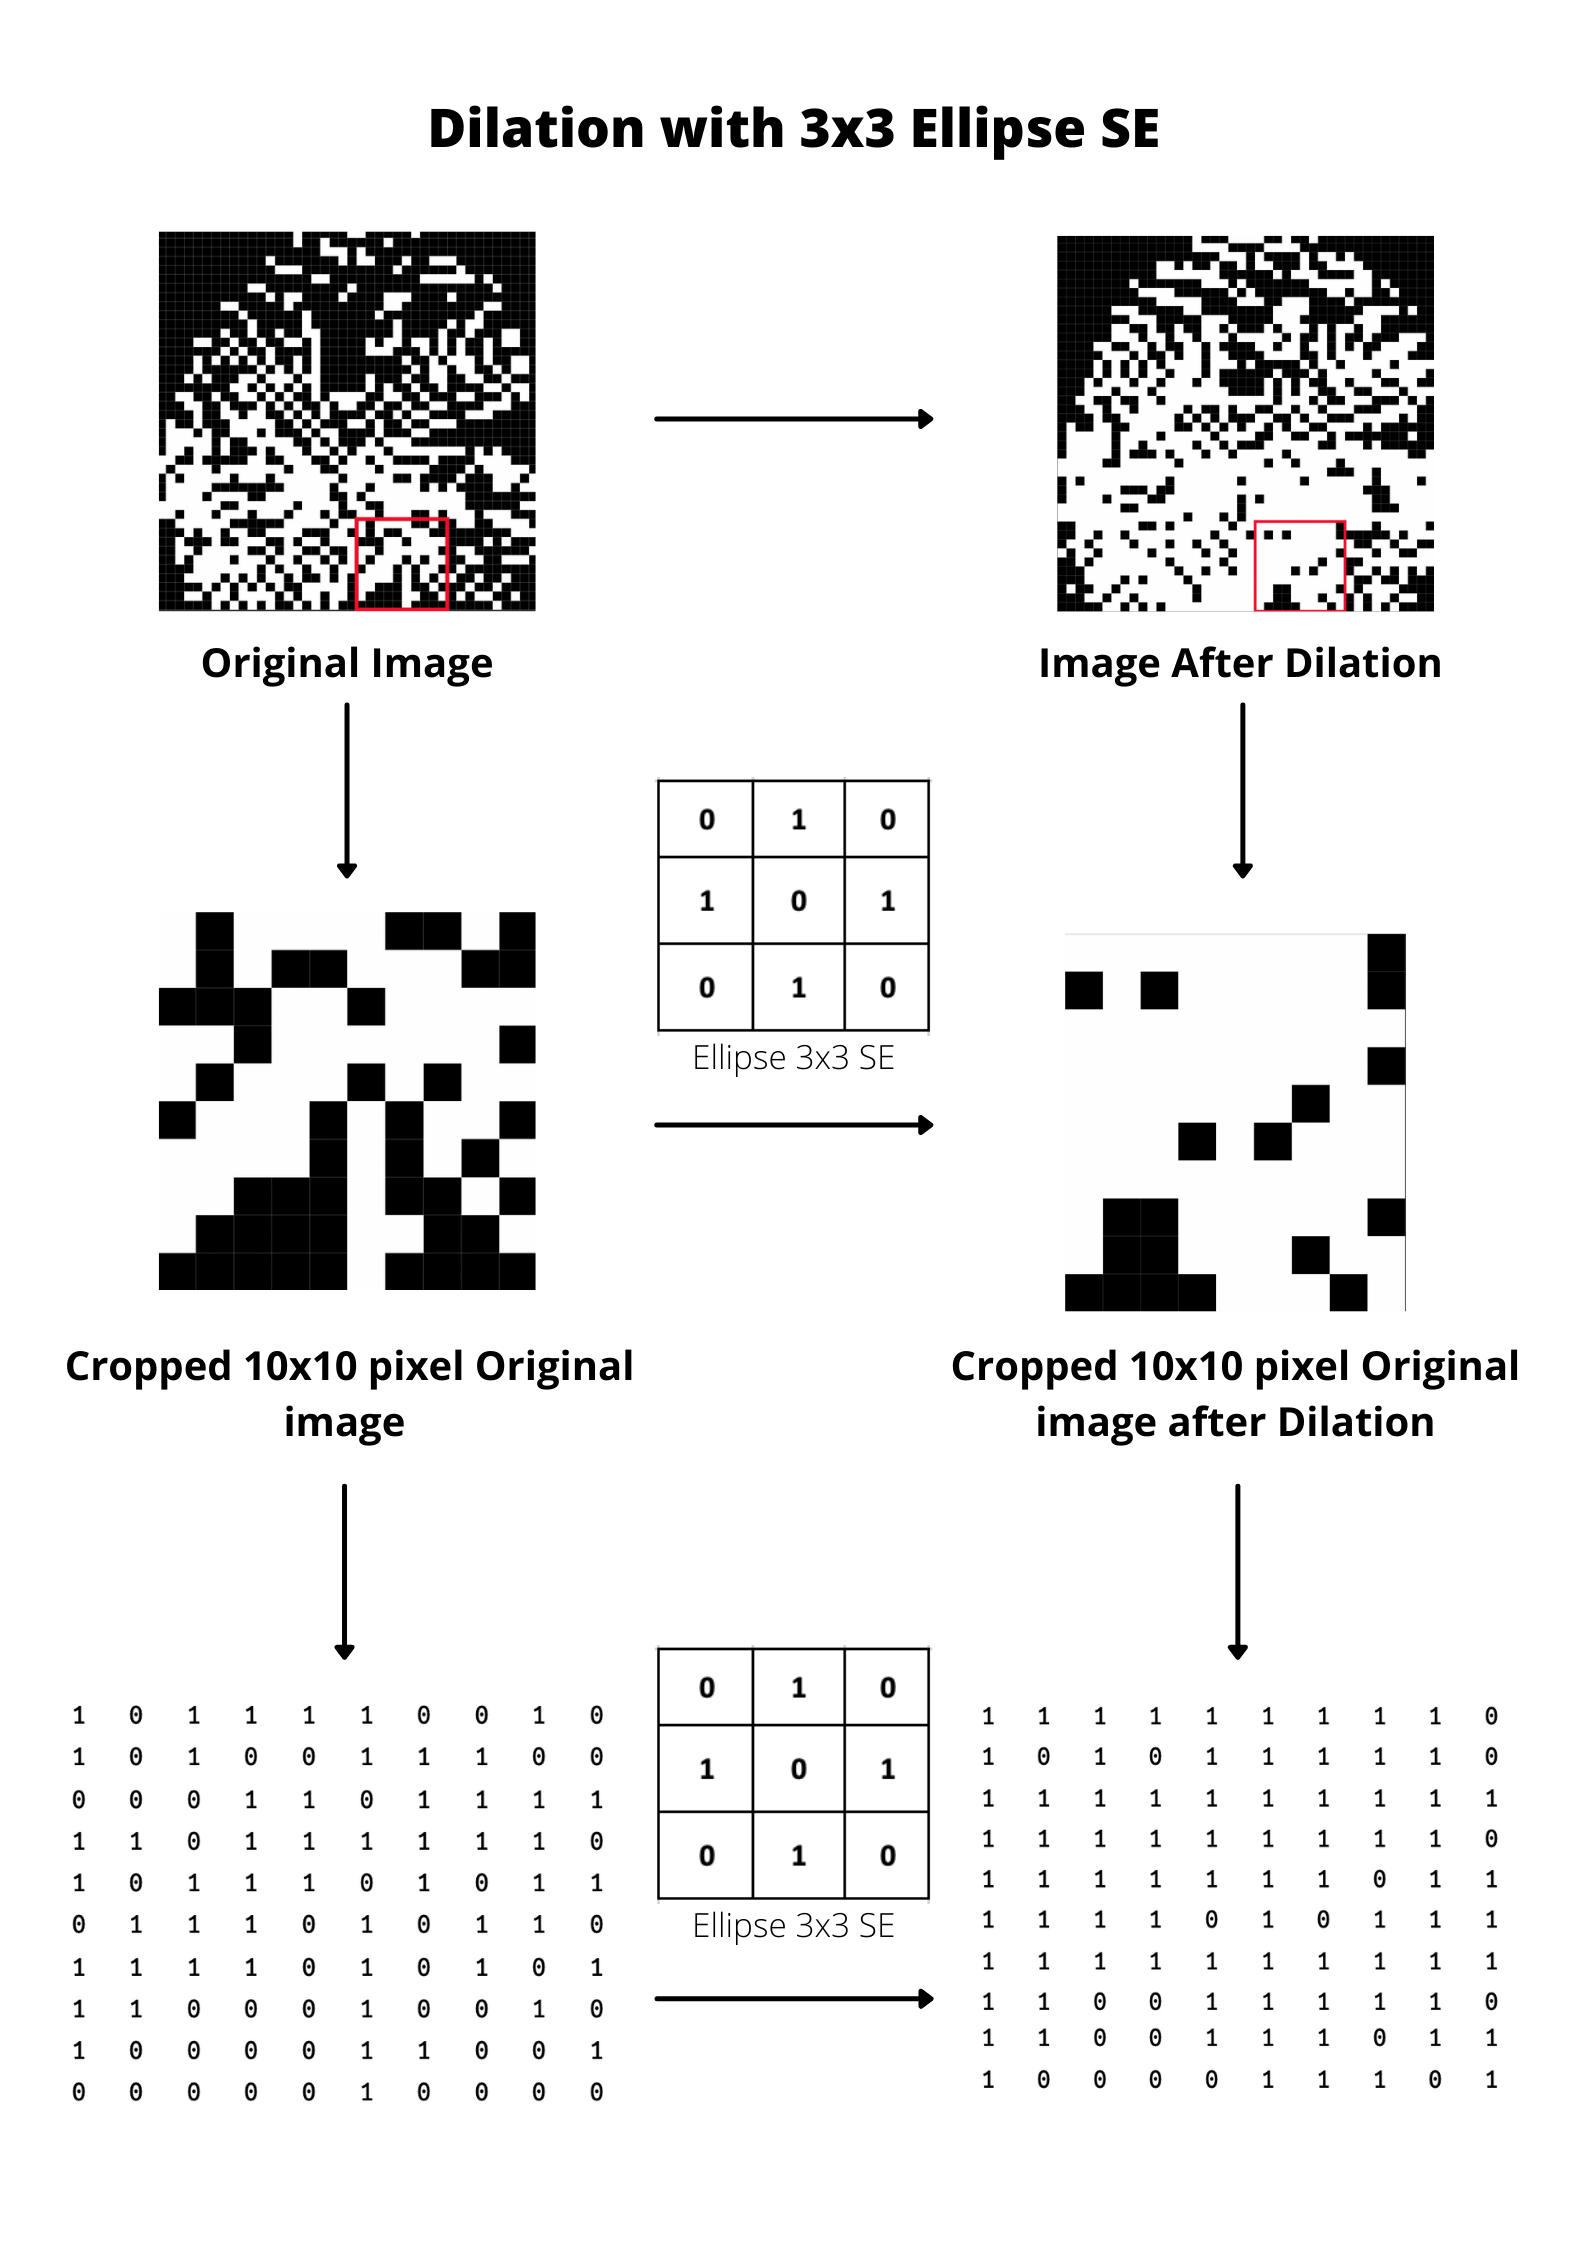 Dilation with 3x3 Ellipse SE
Original Image
Image After Dilation
0 1 0
1 0 1
0 1 0
Ellipse 3x3 SE
Cropped 10x10 pixel Original
image
Cropped 10x10 pixel Original
image after Dilation
1 0 1 1 1 1 0 0 1 0
1 0 1 0 0 1 1 1 0 0
0 0 0 1 1 0 1 1 1 1
1 1 0 1 1 1 1 1 1 0
1 0 1 1 1 0 1 0 1 1
0 1 1 1 0 1 0 1 1 0
1 1 1 1 0 1 0 1 0 1
1 1 0 0 0 1 0 0 1 0
1 0 0 0 0 1 1 0 0 1
0 0 0 0 0 1 0 0 0 0
0 1 0
1 0 1
0 1 0
Ellipse 3x3 SE
1 1 1 1 1 1 1 1 1 0
1 0 1 0 1 1 1 1 1 0
1 1 1 1 1 1 1 1 1 1
1 1 1 1 1 1 1 1 1 0
1 1 1 1 1 1 1 0 1 1
1 1 1 1 0 1 0 1 1 1
1 1 1 1 1 1 1 1 1 1
1 1 0 0 1 1 1 1 1 0
1 1 0 0 1 1 1 0 1 1
1 0 0 0 0 1 1 1 0 1